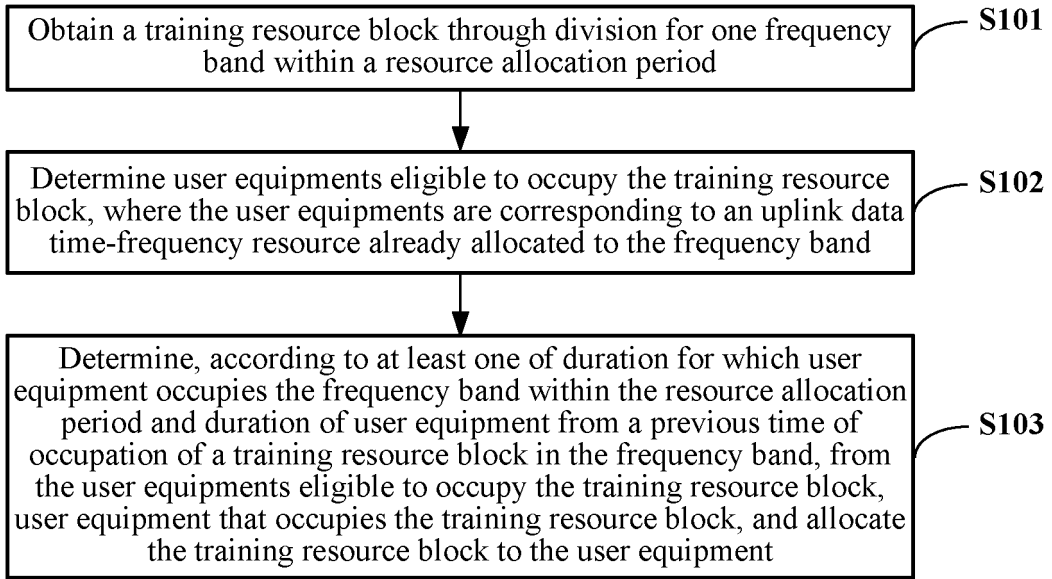 Obtain a training resource block through division for one frequency
band within a resource allocation period
S101
Determine user equipments eligible to occupy the training resource
block, where the user equipments are corresponding to an uplink data
time-frequency resource already allocated to the frequency band
S102
Determine, according to at least one of duration for which user
equipment occupies the frequency band within the resource allocation
period and duration of user equipment from a previous time of
occupation of a training resource block in the frequency band, from
the user equipments eligible to occupy the training resource block,
user equipment that occupies the training resource block, and allocate
the training resource block to the user equipment
S103